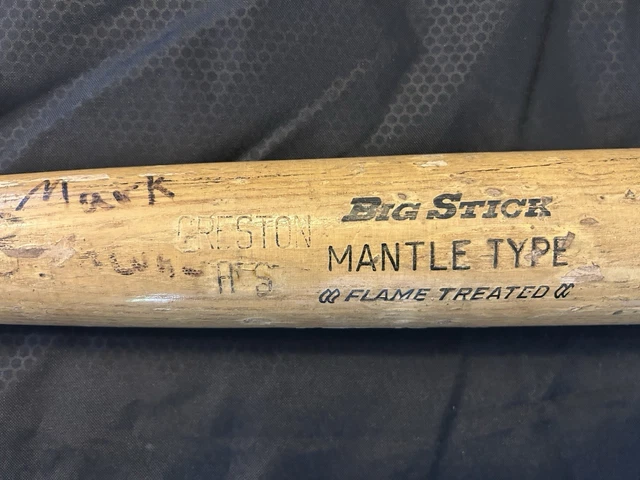 Mark
CRESTON
H S
BIG STICK
MANTLE TYPE
FLAME TREATED